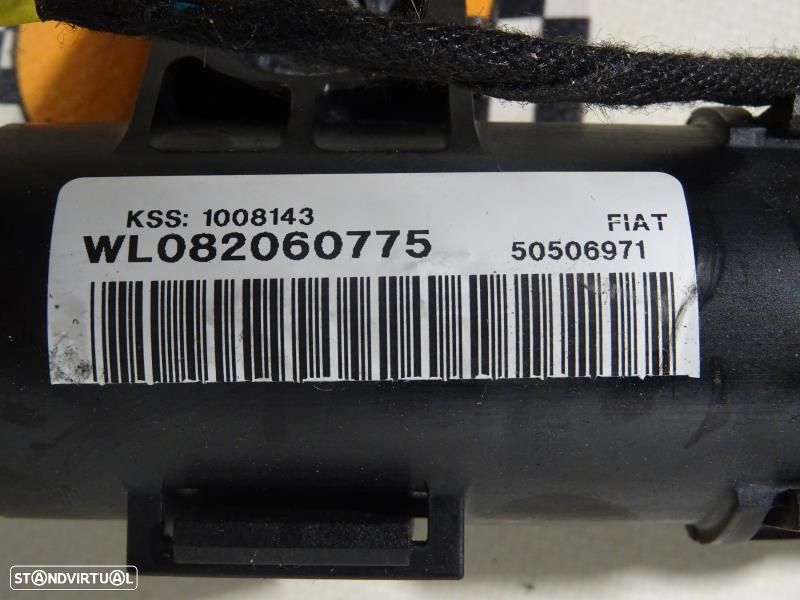 KSS: 1008143
FIAT
WL082060775
50506971
STANDVIRTUAL